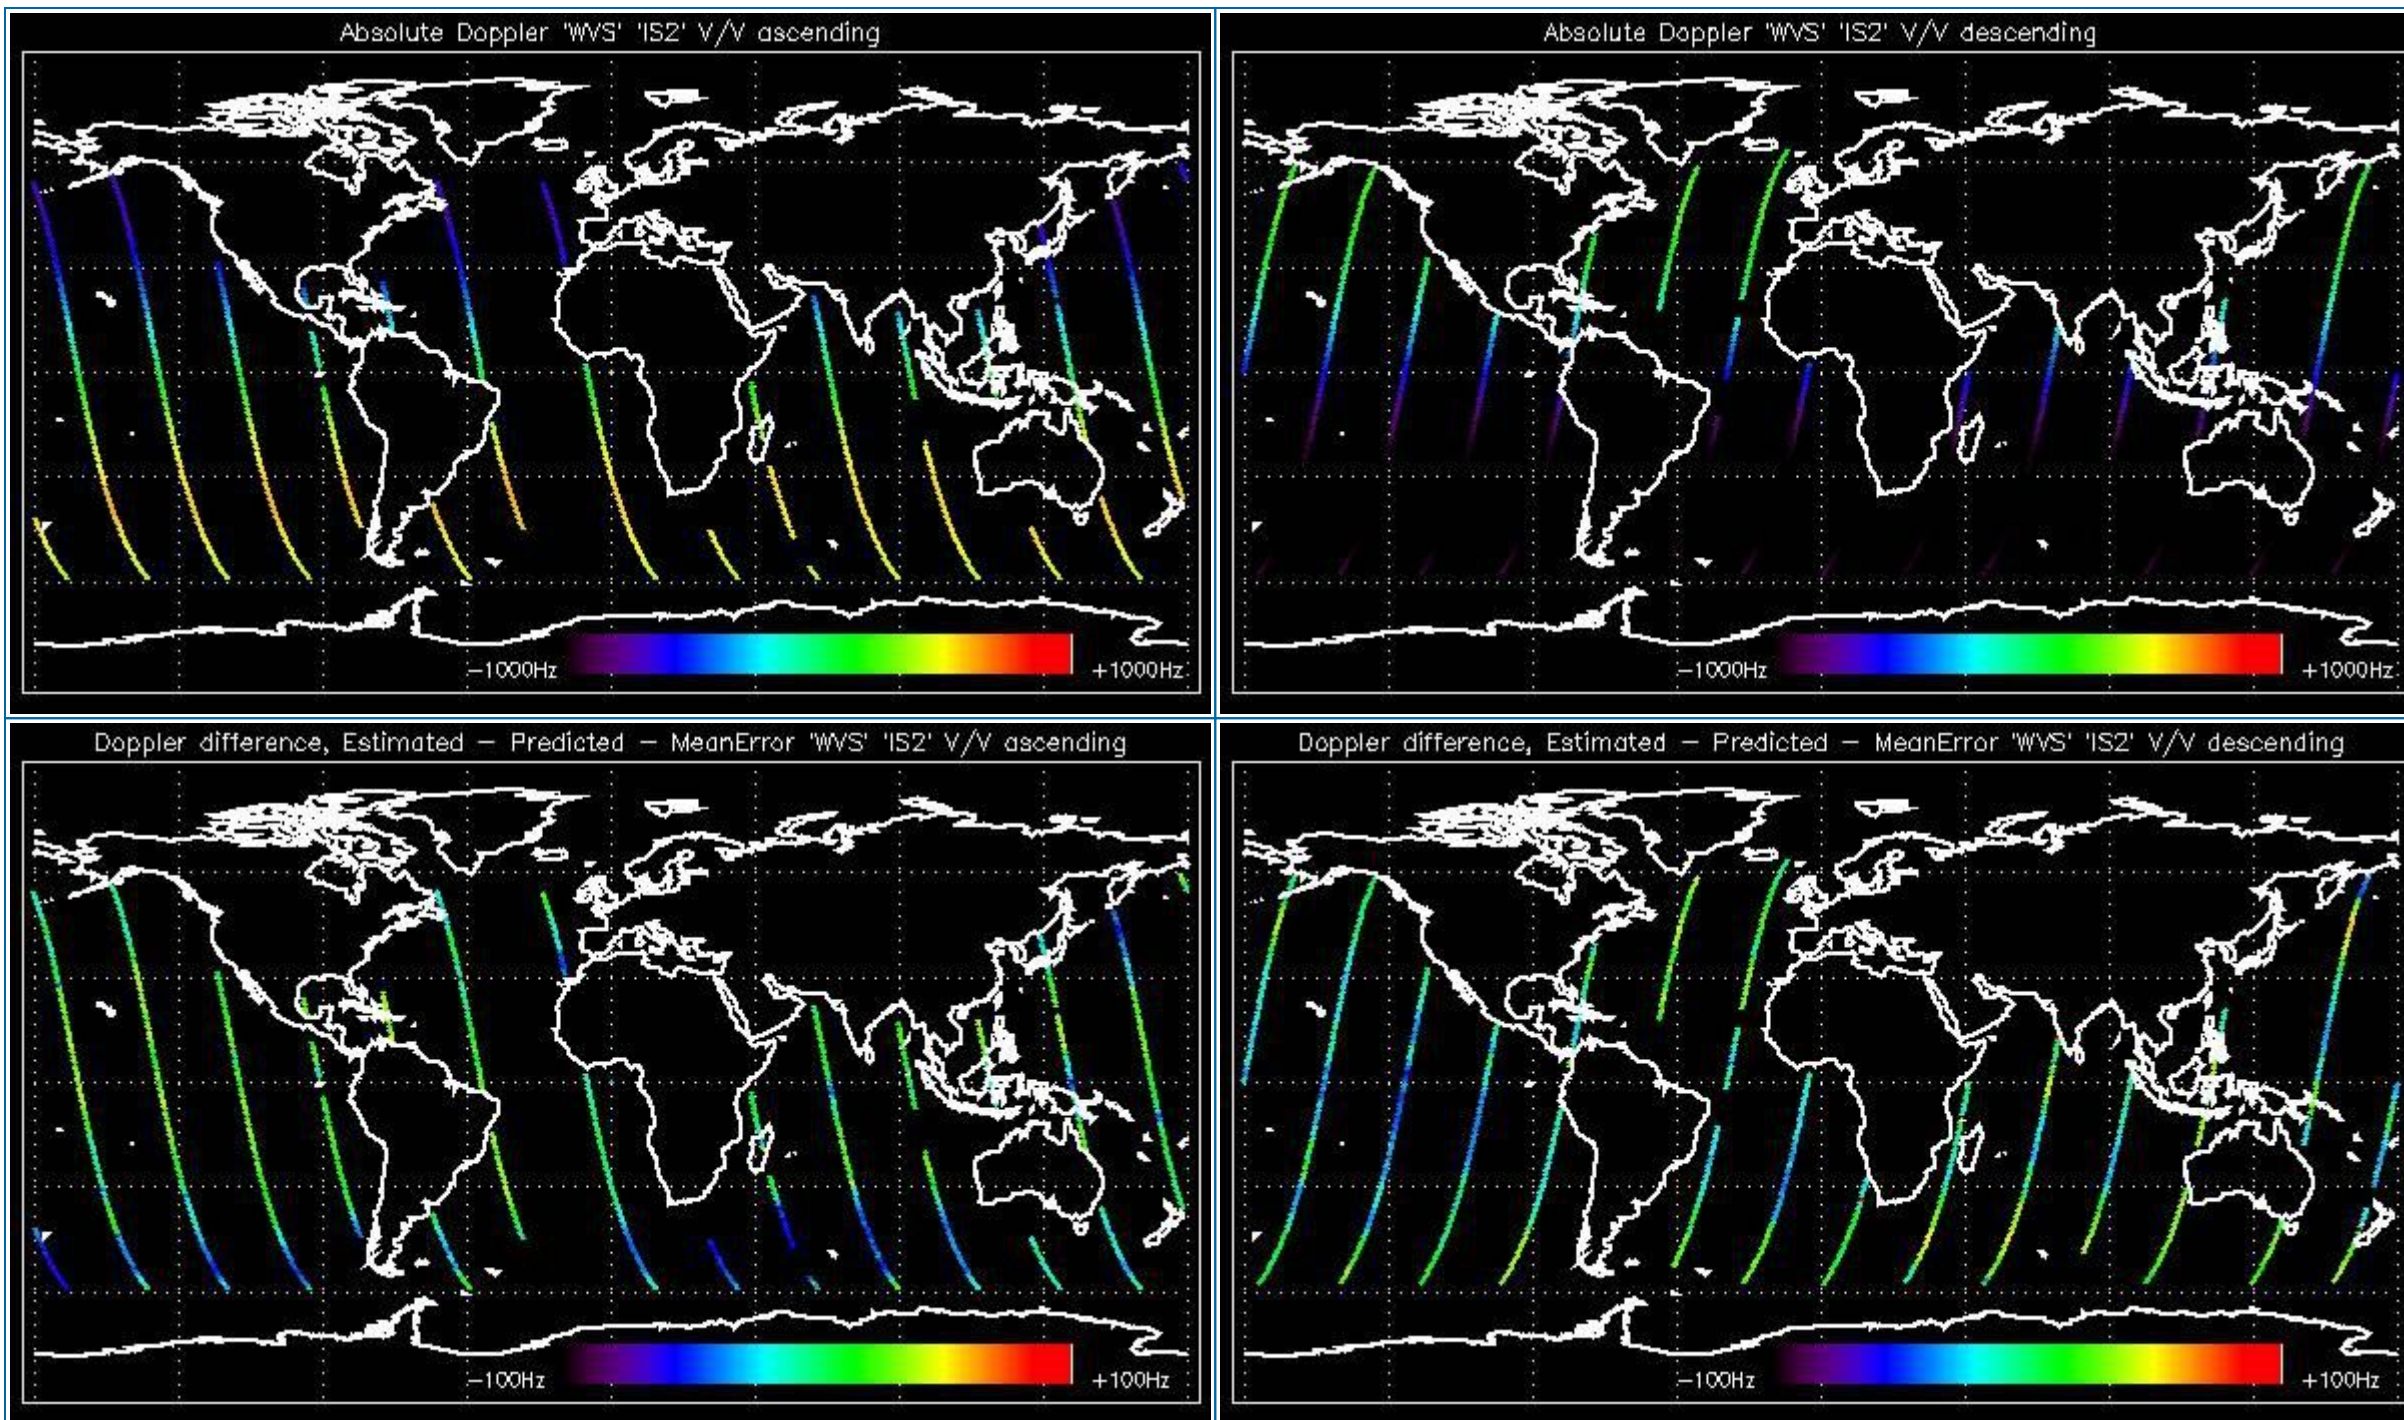 Absolute Doppler 'WVS' 'IS2' V/V ascending
-1000Hz
+1000Hz
Absolute Doppler 'WVS' 'IS2' V/V descending
-1000Hz
+1000Hz
Doppler difference, Estimated - Predicted - MeanError 'WVS' 'IS2' V/V ascending
-100Hz
+100Hz
Doppler difference, Estimated - Predicted - MeanError 'WVS' 'IS2' V/V descending
-100Hz
+100Hz